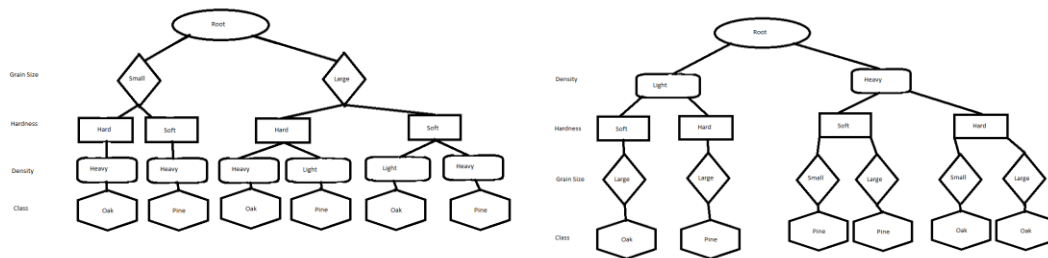 Root
Grain Size
Small
Large
Hardness
Hard
Soft
Hard
Soft
Density
Heavy
Heavy
Heavy
Light
Light
Heavy
Class
Oak
Pine
Oak
Pine
Oak
Pine
Root
Density
Light
Heavy
Hardness
Soft
Hard
Soft
Hard
Grain Size
Large
Large
Small
Large
Small
Large
Class
Oak
Pine
Pine
Pine
Oak
Oak